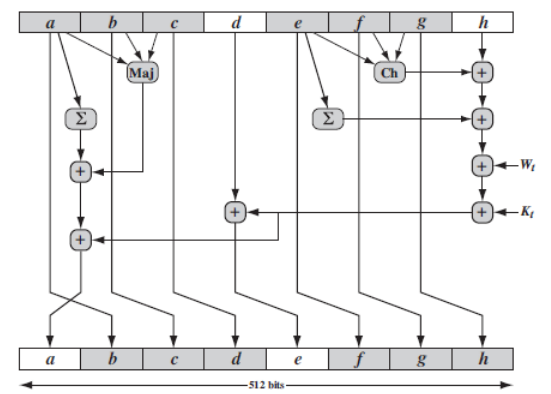 a b c d e f g h
Maj Ch +
Σ Σ +
+ + Wt
+ + Kt
+
a b c d e f g h
512 bits